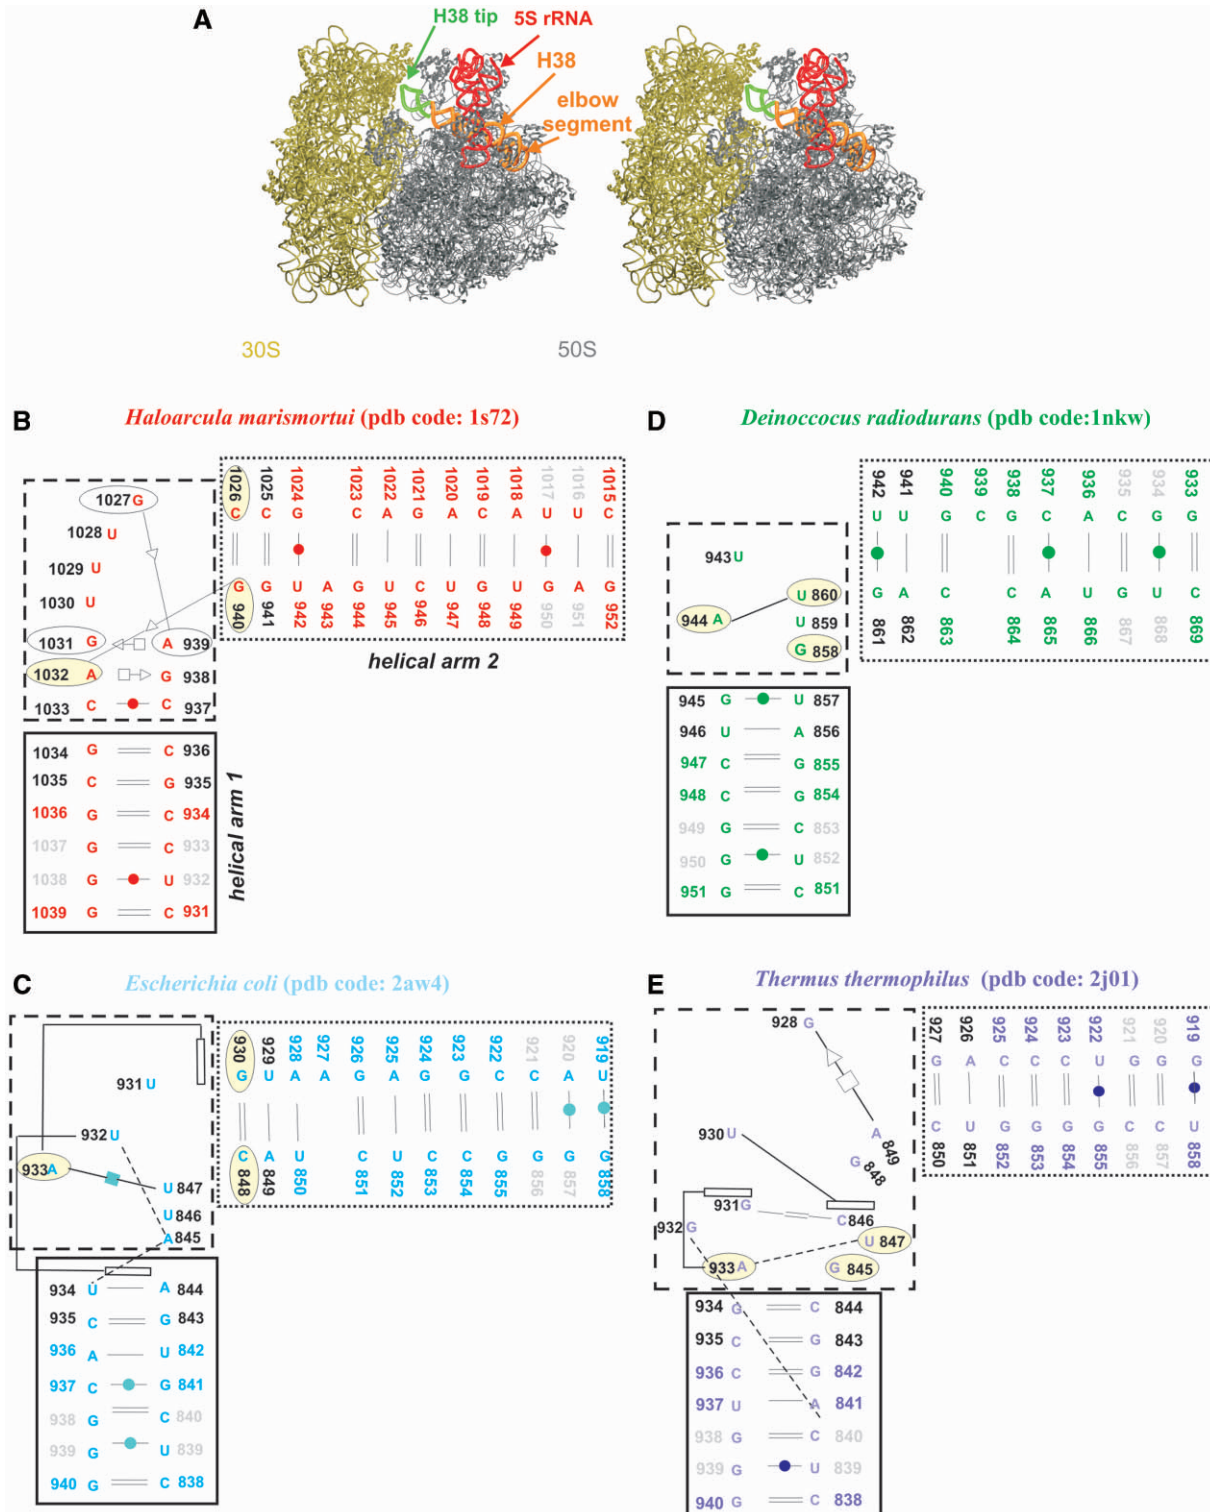 A
H38 tip
5S rRNA
H38
elbow
segment
30S
50S
B
Haloarcula marismortui (pdb code: 1s72)
1027 G
1028 U
1029 U
1030 U
1031 G A 939
1032 A G 938
1033 C C 937
1034 G C 936
1035 C G 935
1036 G C 934
1037 G C 933
1038 G U 932
1039 G C 931
helical arm 1
1026 1025 1024 1023 1022 1021 1020 1019 1018 1017 1016 1015
C C G C A G A C A U U C
G G U A G U C U G U G A G
940 941 942 943 944 945 946 947 948 949 950 951 952
helical arm 2
D
Deinoccocus radiodurans (pdb code:1nkw)
943 U
944 A U 860
U 859
G 858
945 G U 857
946 U A 856
947 C G 855
948 C G 854
949 G C 853
950 G U 852
951 G C 851
942 941 940 939 938 937 936 935 934 933
U U G C G C A C G G
G A C C A U G U C
861 862 863 864 865 866 867 868 869
C
Escherichia coli (pdb code: 2aw4)
931 U
932 U
933 A U 847
U 846
A 845
934 U A 844
935 C G 843
936 A U 842
937 C G 841
938 G C 840
939 G U 839
940 G C 838
930 929 928 927 926 925 924 923 922 921 920 919
G U A A G A G G C C A U
C A U C U C C G G G G
848 849 850 851 852 853 854 855 856 857 858
E
Thermus thermophilus (pdb code: 2j01)
928 G
A 849
G 848
930 U
931 G C 846
932 G U 847
933 A G 845
934 G C 844
935 C G 843
936 C G 842
937 U A 841
938 G C 840
939 G U 839
940 G C 838
927 926 925 924 923 922 921 920 919
G A C C C U G G G
C U G G G G C C U
850 851 852 853 854 855 856 857 858